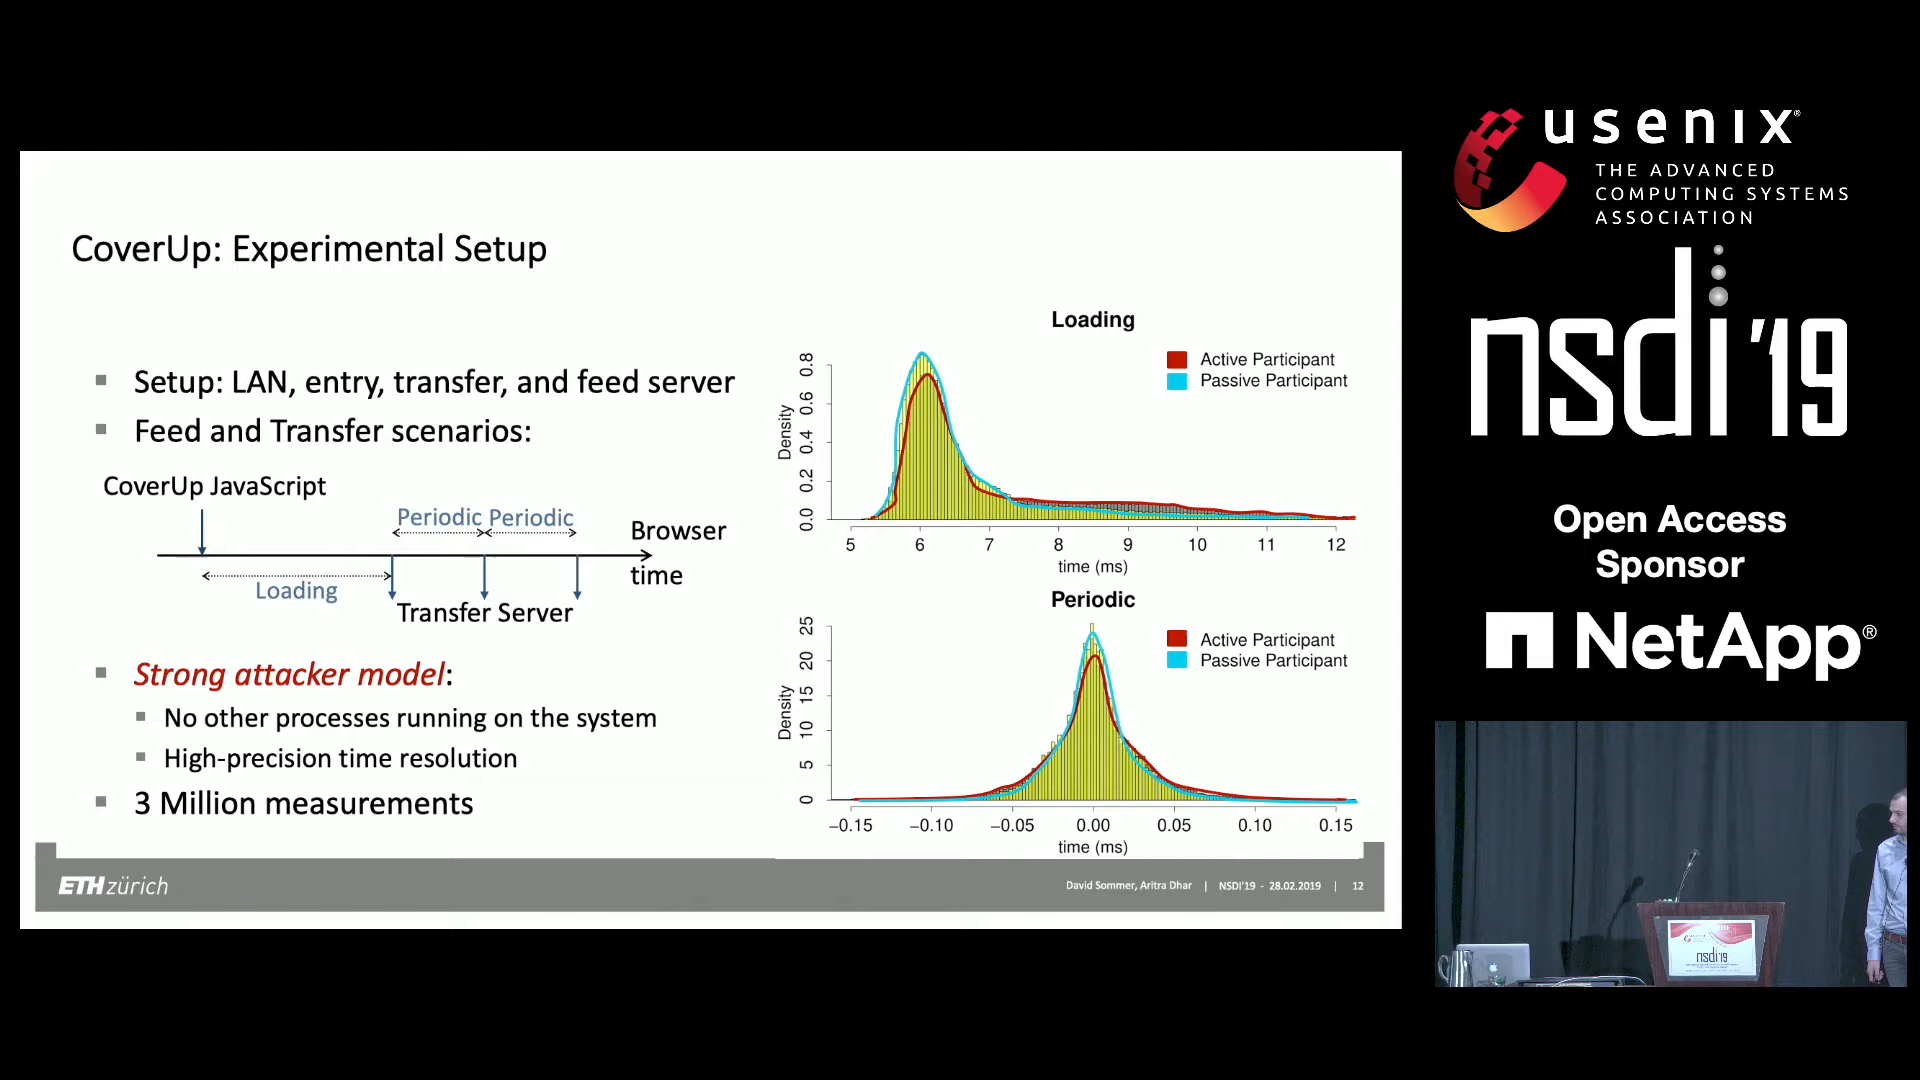 CoverUp: Experimental Setup
Setup: LAN, entry, transfer, and feed server
Feed and Transfer scenarios:
CoverUp JavaScript
Periodic Periodic
Browser
time
Loading
Transfer Server
Strong attacker model:
No other processes running on the system
High-precision time resolution
3 Million measurements
Loading
Active Participant
Passive Participant
Density
0.0 0.2 0.4 0.6 0.8
5 6 7 8 9 10 11 12
time (ms)
Periodic
Active Participant
Passive Participant
Density
0 5 10 15 20 25
−0.15 −0.10 −0.05 0.00 0.05 0.10 0.15
time (ms)
ETH zürich
David Sommer, Aritra Dhar | NSDI'19 - 28.02.2019 | 12
usenix®
THE ADVANCED
COMPUTING SYSTEMS
ASSOCIATION
nsdi'19
Open Access
Sponsor
NetApp®
usenix
nsdi'19